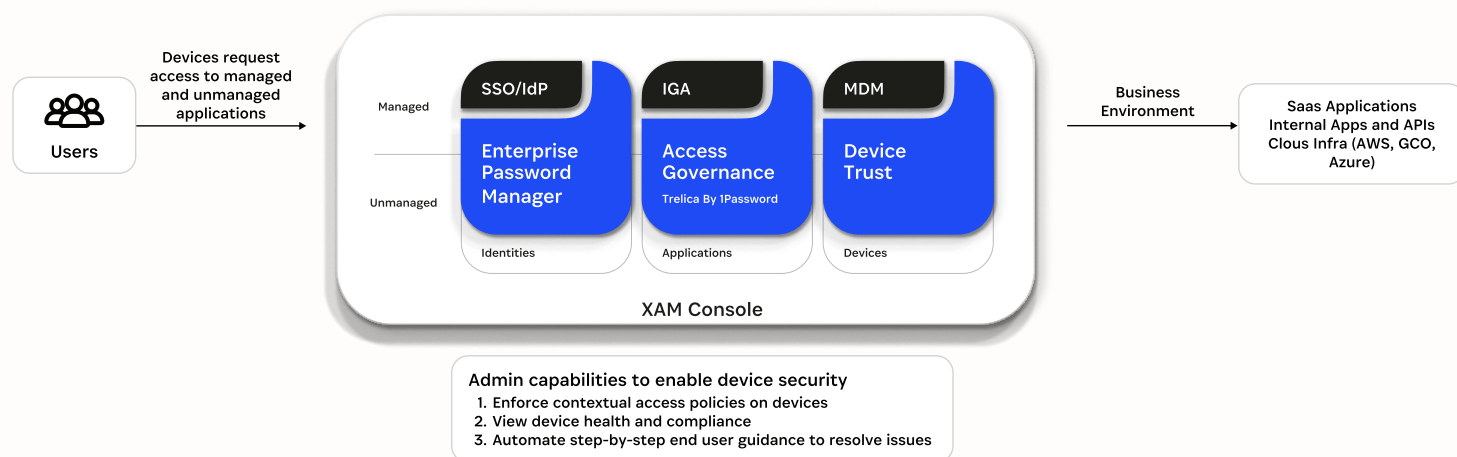 Users
Devices request
access to managed
and unmanaged
applications
Managed
Unmanaged
SSO/IdP
Enterprise
Password
Manager
Identities
IGA
Access
Governance
Trelica By 1Password
Applications
MDM
Device
Trust
Devices
XAM Console
Business
Environment
Saas Applications
Internal Apps and APIs
Clous Infra (AWS, GCO,
Azure)
Admin capabilities to enable device security
1. Enforce contextual access policies on devices
2. View device health and compliance
3. Automate step-by-step end user guidance to resolve issues